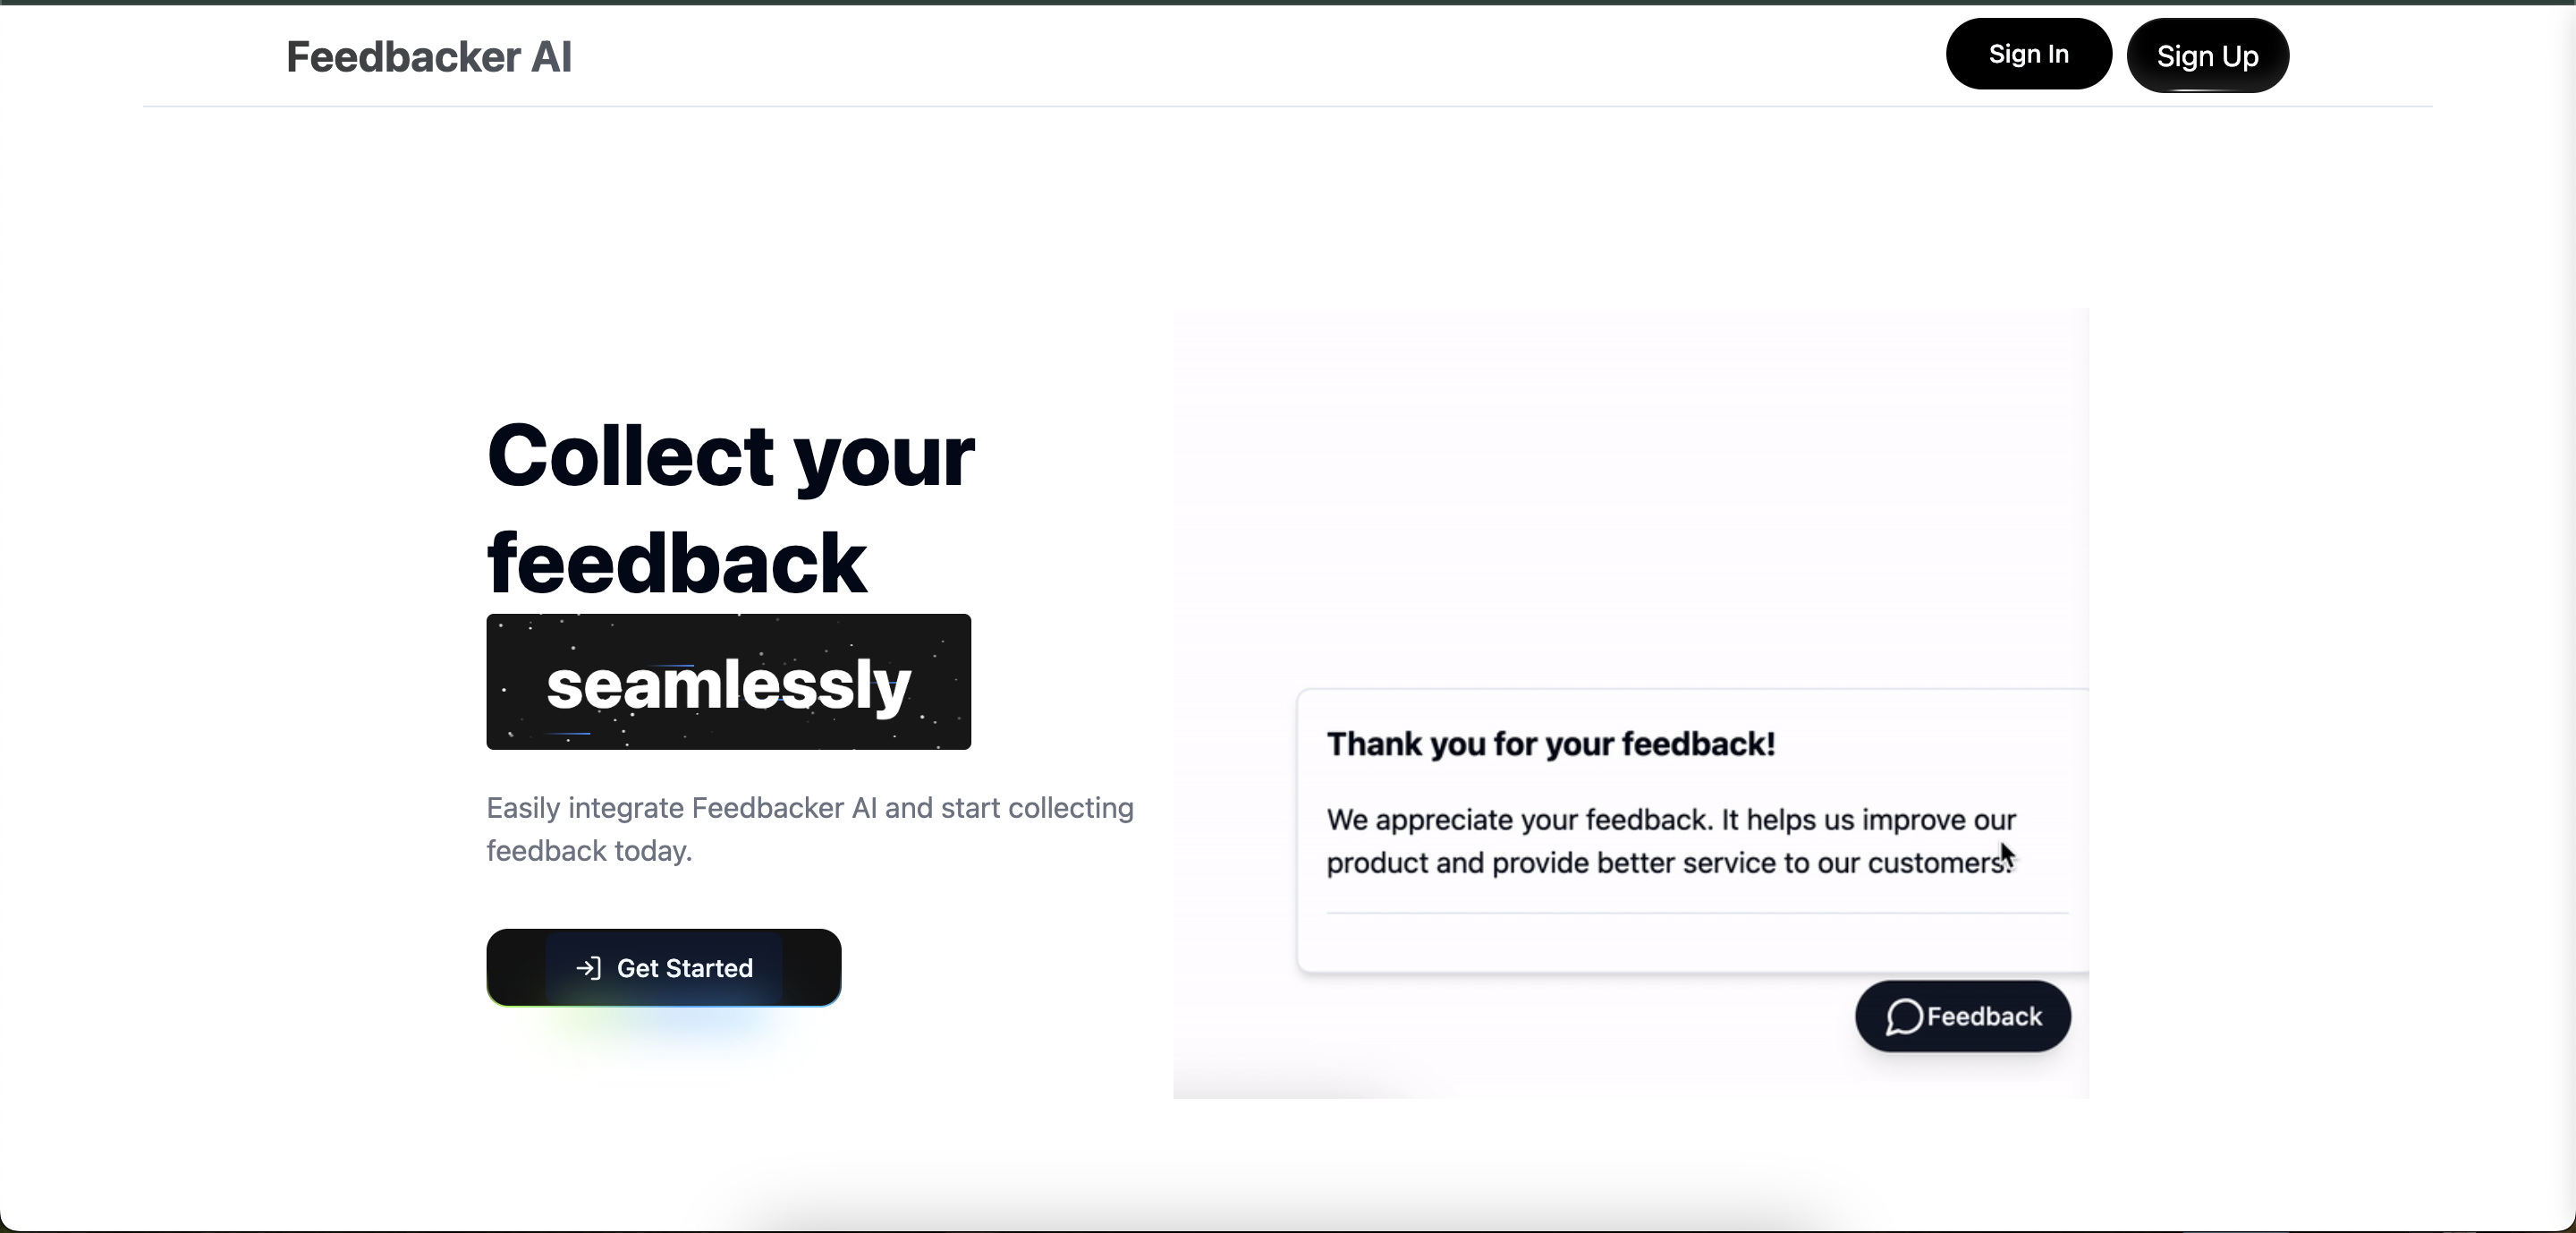 Feedbacker AI
Sign In
Sign Up
Collect your
feedback
seamlessly
Easily integrate Feedbacker AI and start collecting
feedback today.
Get Started
Thank you for your feedback!
We appreciate your feedback. It helps us improve our
product and provide better service to our customers.
Feedback